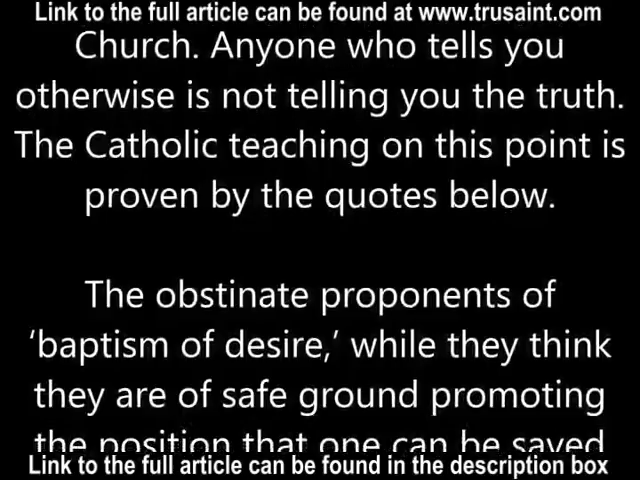 Link to the full article can be found at www.trusaint.com
Church. Anyone who tells you
otherwise is not telling you the truth.
The Catholic teaching on this point is
proven by the quotes below.
The obstinate proponents of
‘baptism of desire,’ while they think
they are of safe ground promoting
the position that one can be saved
Link to the full article can be found in the description box